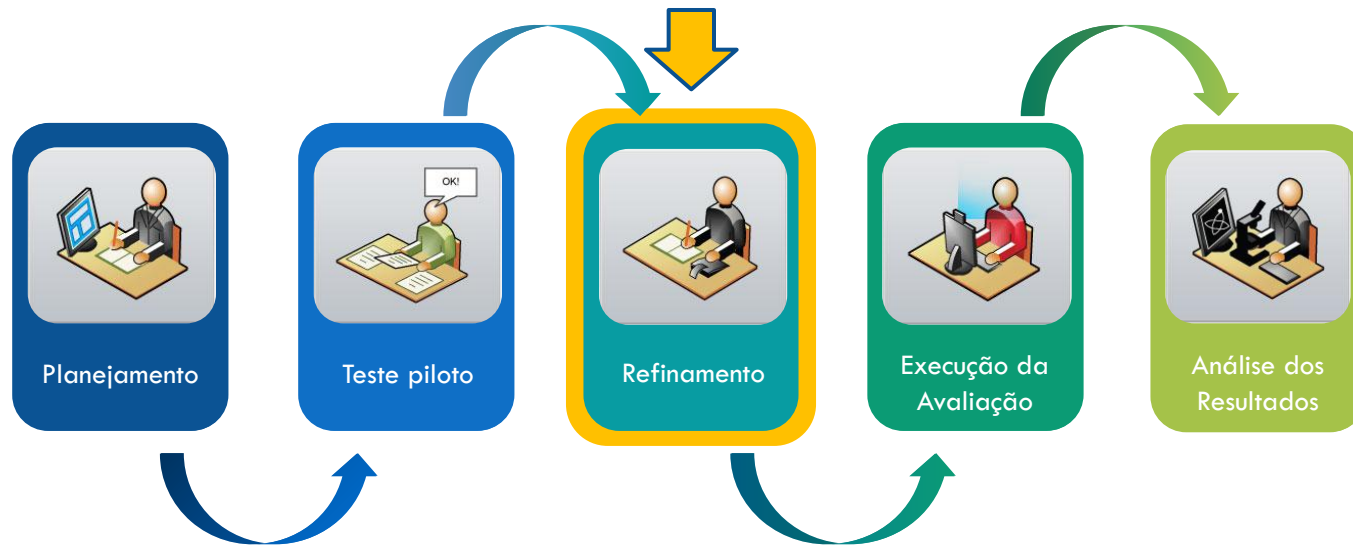 OK!
Planejamento
Teste piloto
Refinamento
Execução da
Avaliação
Análise dos
Resultados